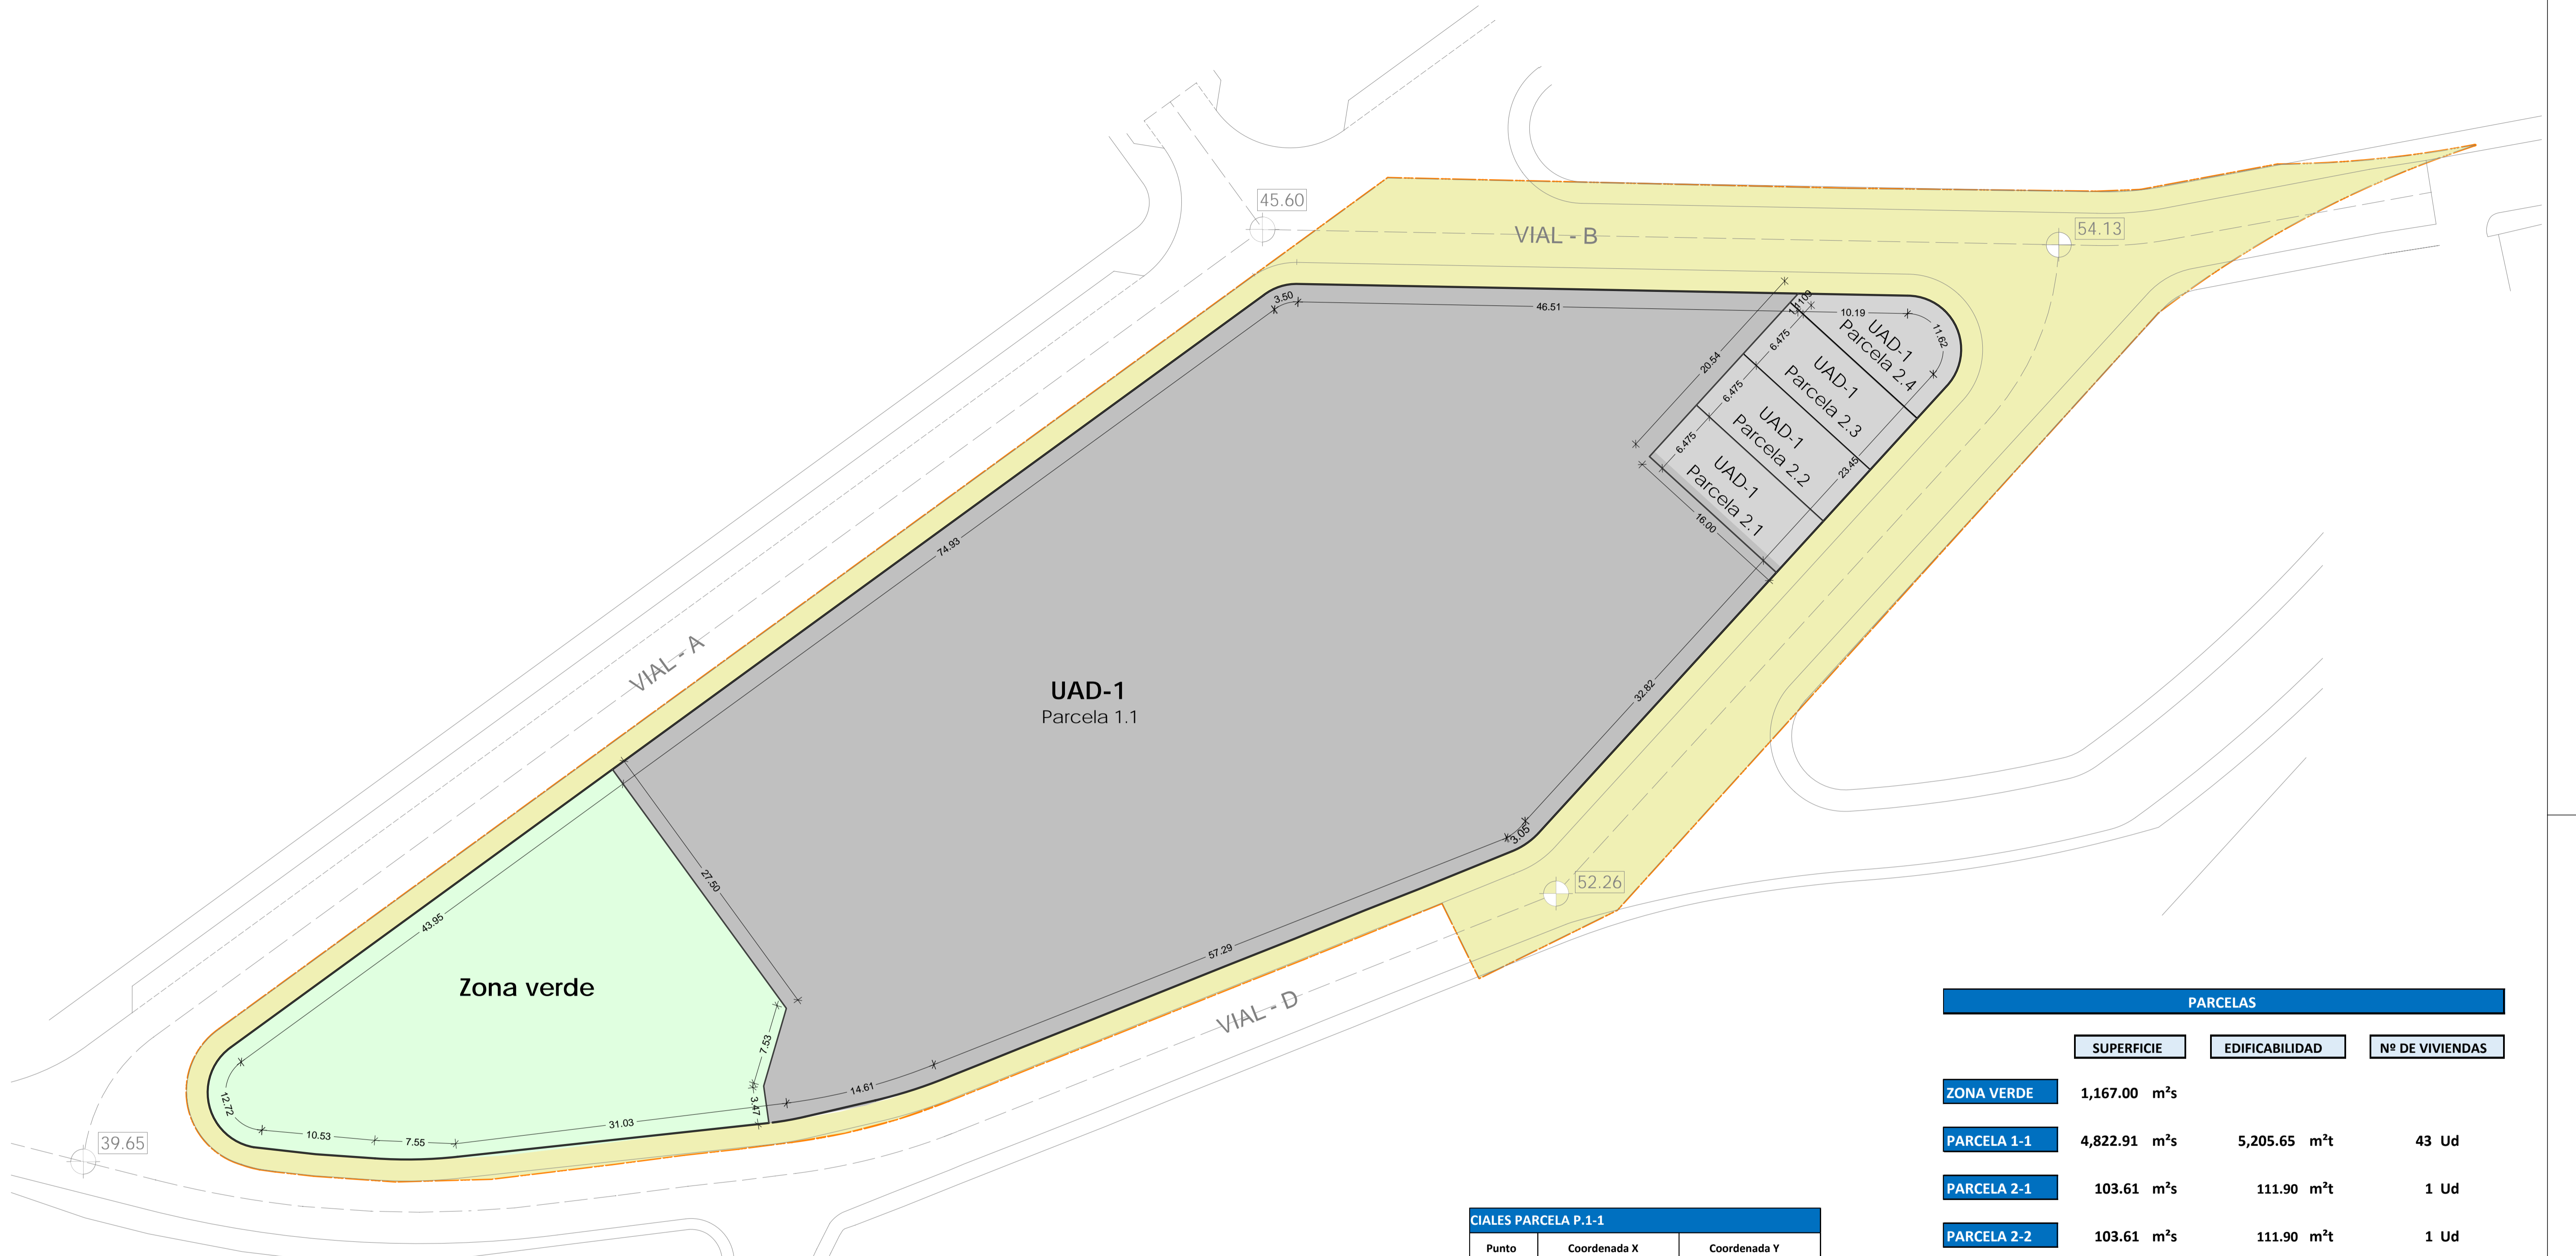 45.60
54.13
VIAL - B
3.50
46.51
10.19
11.62
UAD-1
Parcela 2.4
6.475
20.54
UAD-1
Parcela 2.3
6.475
UAD-1
Parcela 2.2
6.475
23.45
UAD-1
Parcela 2.1
16.00
74.93
VIAL - A
UAD-1
Parcela 1.1
32.82
3.05
27.50
52.26
43.95
57.29
Zona verde
VIAL - D
7.53
14.61
3.47
12.72
10.53
7.55
31.03
39.65
PARCELAS
SUPERFICIE EDIFICABILIDAD Nº DE VIVIENDAS
ZONA VERDE 1,167.00 m²s
PARCELA 1-1 4,822.91 m²s 5,205.65 m²t 43 Ud
PARCELA 2-1 103.61 m²s 111.90 m²t 1 Ud
PARCELA 2-2 103.61 m²s 111.90 m²t 1 Ud
CIALES PARCELA P.1-1
Punto Coordenada X Coordenada Y